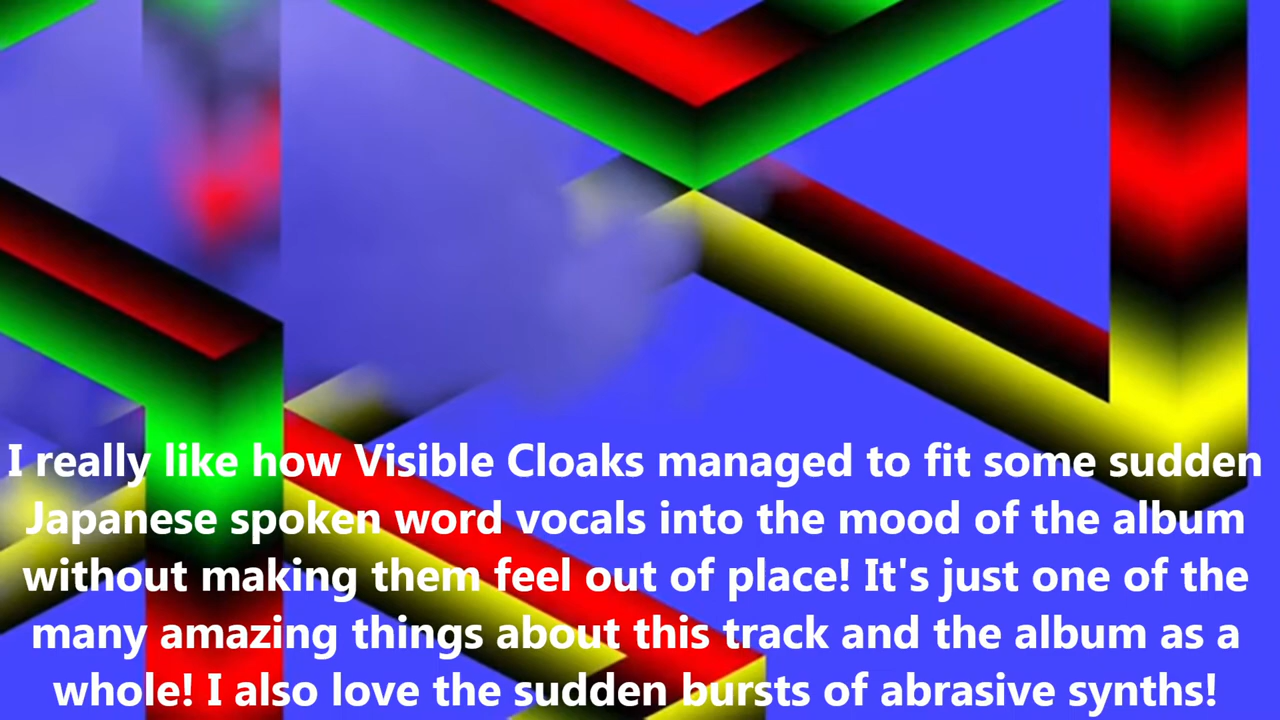 I really like how Visible Cloaks managed to fit some sudden
Japanese spoken word vocals into the mood of the album
without making them feel out of place! It's just one of the
many amazing things about this track and the album as a
whole! I also love the sudden bursts of abrasive synths!